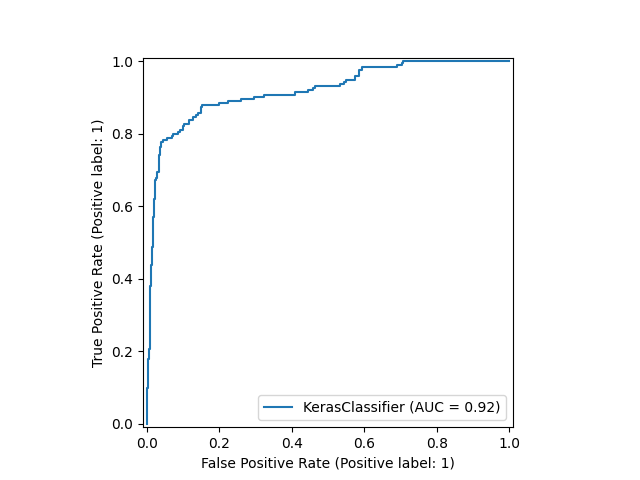 1.0
0.8
0.6
0.4
0.2
0.0
True Positive Rate (Positive label: 1)
KerasClassifier (AUC = 0.92)
0.0 0.2 0.4 0.6 0.8 1.0
False Positive Rate (Positive label: 1)